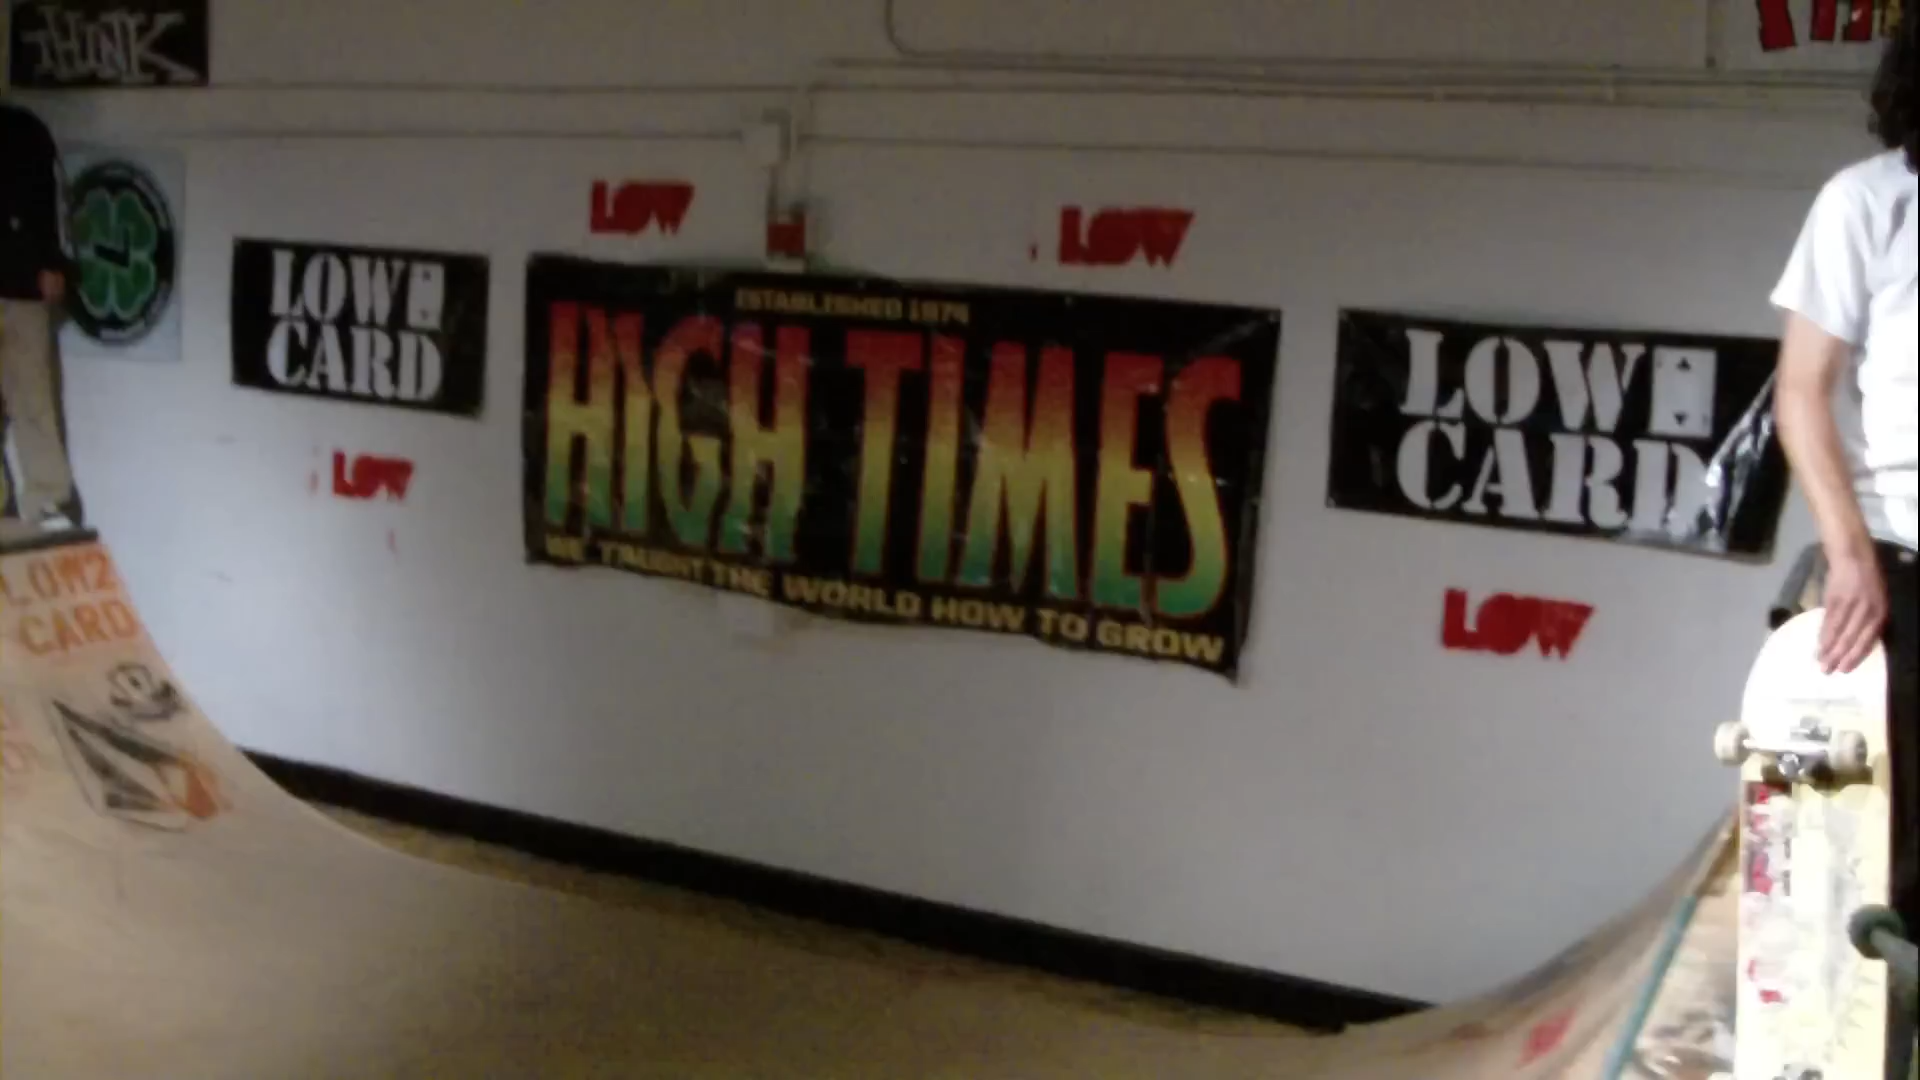 THINK
LOW
LOW
LOW
CARD
ESTABLISHED 1974
HIGH TIMES
WE TAUGHT THE WORLD HOW TO GROW
LOW
CARD
LOW
LOW
LOW
CARD